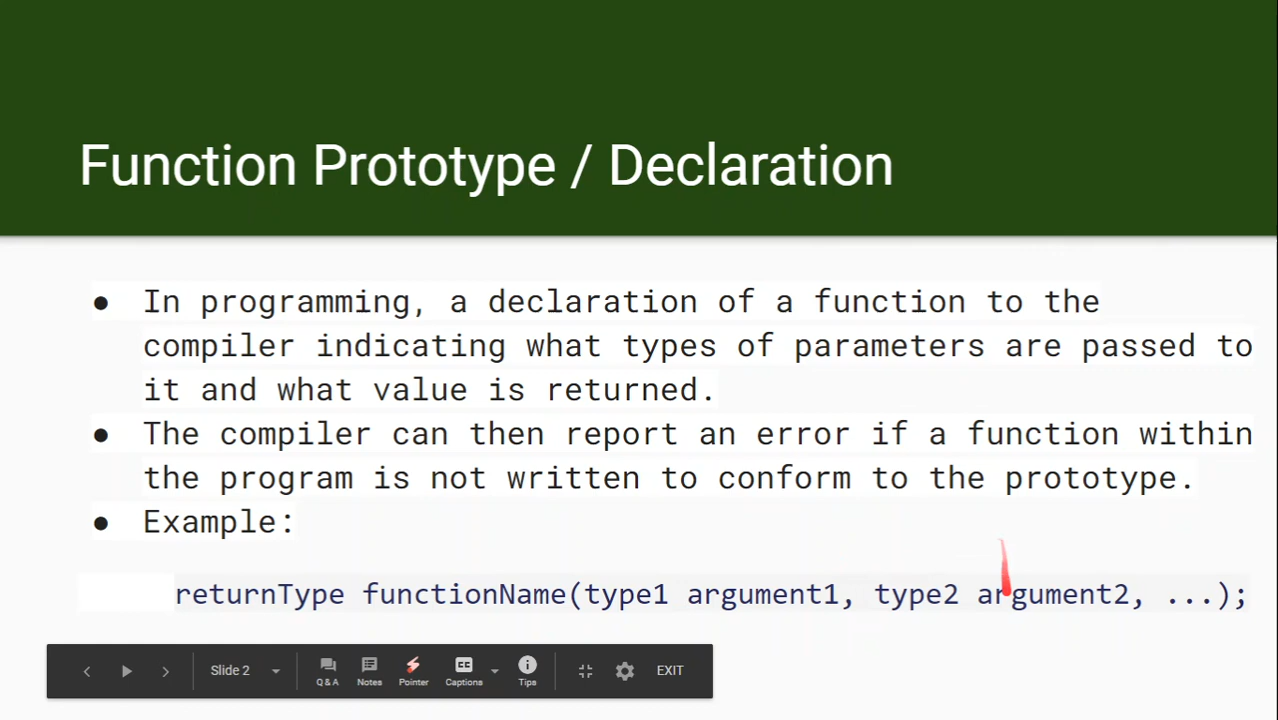 Function Prototype / Declaration
● In programming, a declaration of a function to the
compiler indicating what types of parameters are passed to
it and what value is returned.
● The compiler can then report an error if a function within
the program is not written to conform to the prototype.
● Example:
returnType functionName(type1 argument1, type2 argument2, ...);
Slide 2
Q & A
Notes
Pointer
CC
Captions
Tips
EXIT